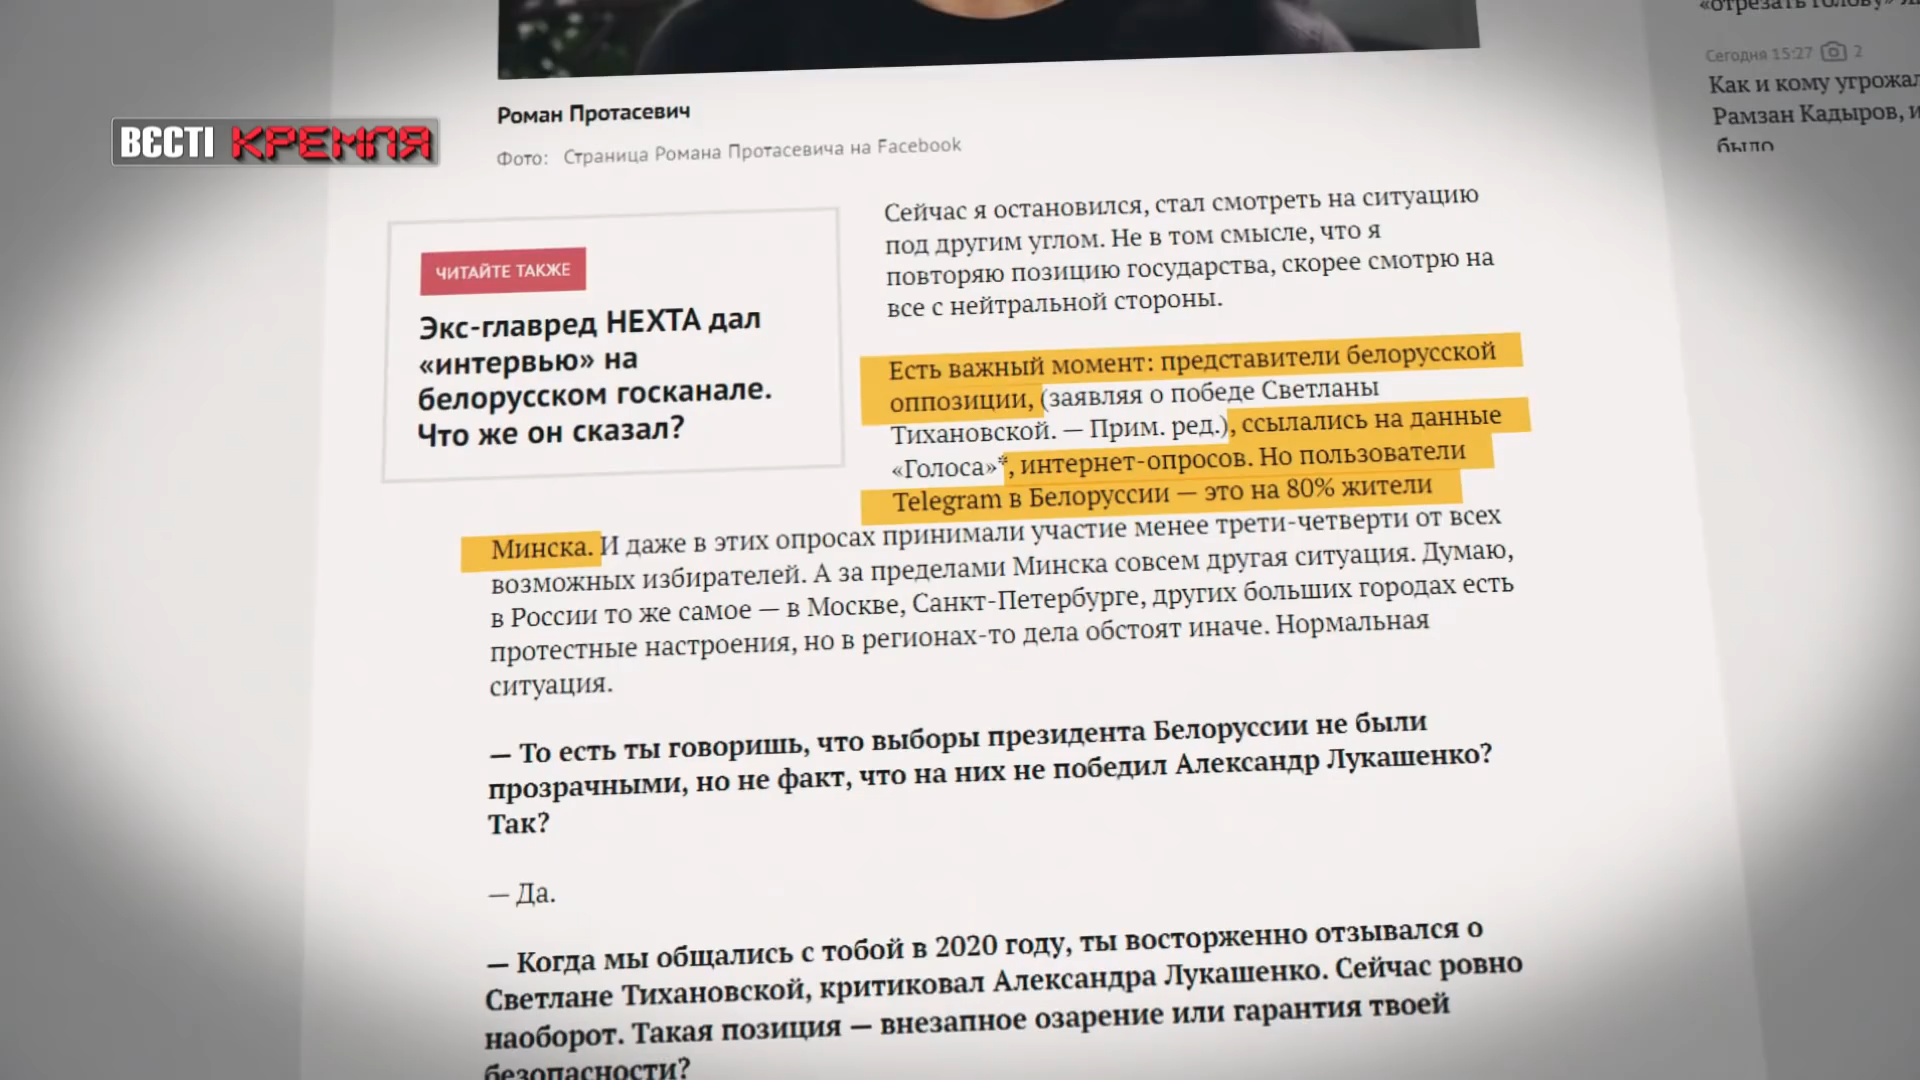 «отрезать голову»
Сегодня 15:27 2
Как и кому угрожал
Рамзан Кадыров, и
было
ВЄСТІ КРЕМЛЯ
Роман Протасевич
Фото: Страница Романа Протасевича на Facebook
ЧИТАЙТЕ ТАКЖЕ
Экс-главред НЕХТА дал
«интервью» на
белорусском госканале.
Что же он сказал?
Сейчас я остановился, стал смотреть на ситуацию
под другим углом. Не в том смысле, что я
повторяю позицию государства, скорее смотрю на
все с нейтральной стороны.
Есть важный момент: представители белорусской
оппозиции, (заявляя о победе Светланы
Тихановской. — Прим. ред.), ссылались на данные
«Голоса»*, интернет-опросов. Но пользователи
Telegram в Белоруссии — это на 80% жители
Минска. И даже в этих опросах принимали участие менее трети-четверти от всех
возможных избирателей. А за пределами Минска совсем другая ситуация. Думаю,
в России то же самое — в Москве, Санкт-Петербурге, других больших городах есть
протестные настроения, но в регионах-то дела обстоят иначе. Нормальная
ситуация.
— То есть ты говоришь, что выборы президента Белоруссии не были
прозрачными, но не факт, что на них не победил Александр Лукашенко?
Так?
— Да.
— Когда мы общались с тобой в 2020 году, ты восторженно отзывался о
Светлане Тихановской, критиковал Александра Лукашенко. Сейчас ровно
наоборот. Такая позиция — внезапное озарение или гарантия твоей
безопасности?